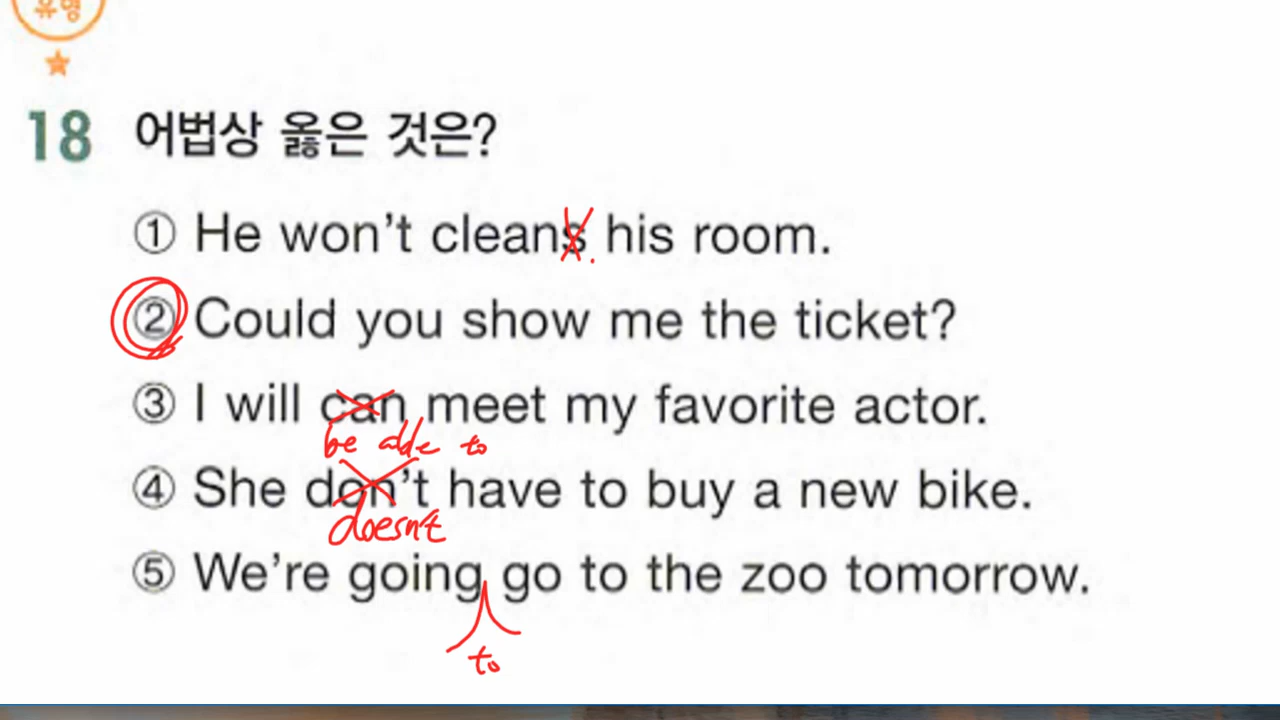 유형
18 어법상 옳은 것은?
① He won't cleans his room.
② Could you show me the ticket?
③ I will can meet my favorite actor.
be able to
④ She don't have to buy a new bike.
doesn't
⑤ We're going go to the zoo tomorrow.
to